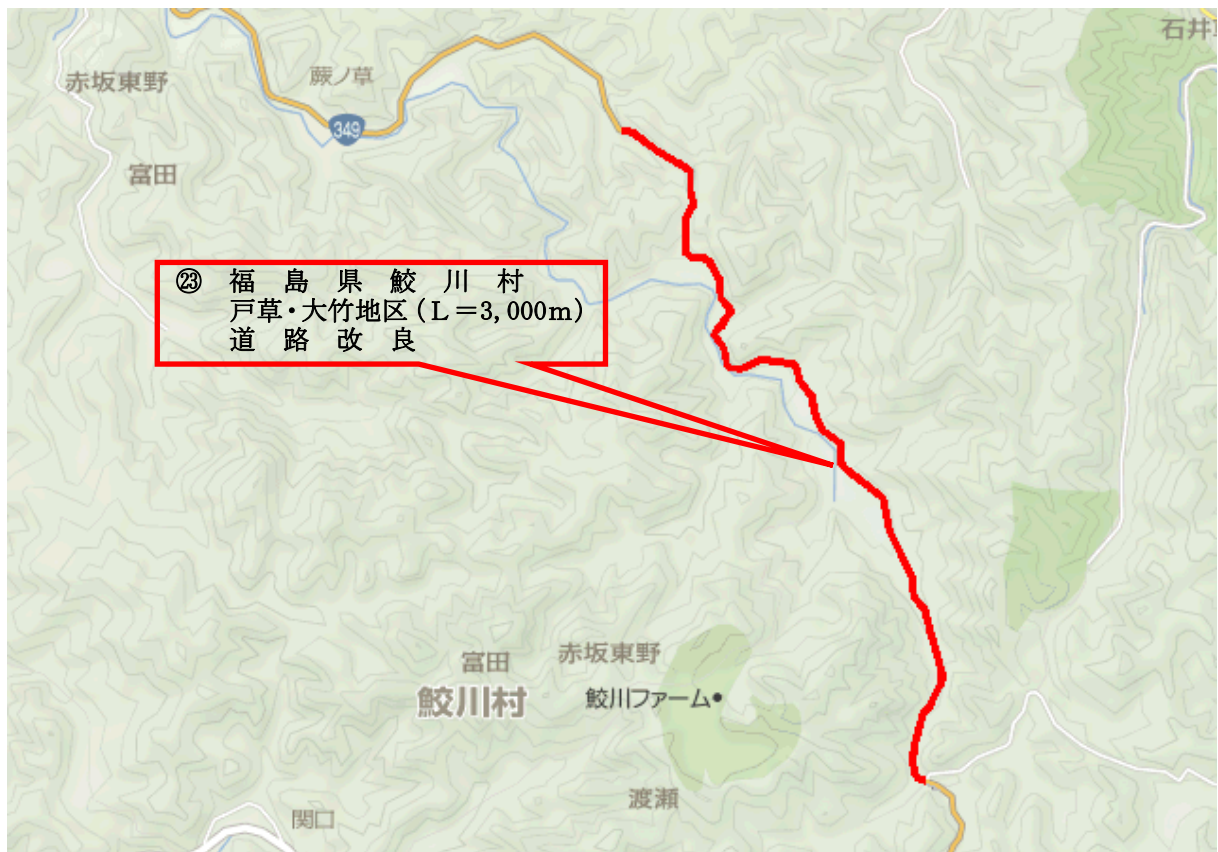 石井
赤坂東野
蕨ノ草
349
富田
㉓ 福島県鮫川村
戸草・大竹地区(L=3,000m)
道路改良
富田
赤坂東野
鮫川村
鮫川ファーム
渡瀬
関口